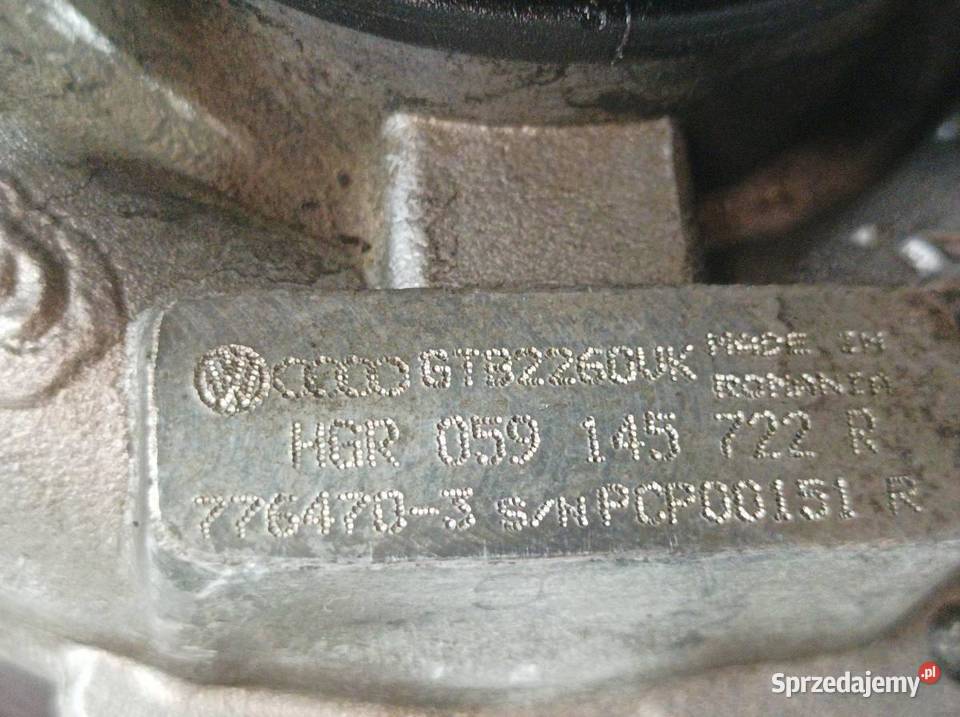 GTB2260VK MADE IN
ROMANIA
HGR 059 145 722 R
776470-3 S/N PCP00151 R
Sprzedajemy.pl